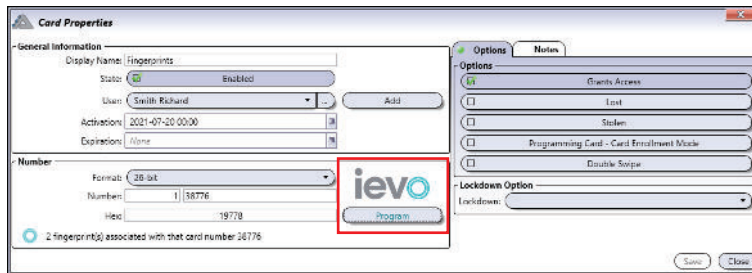 Card Properties
General Information
Display Name: Fingerprints
State: Enabled
User: Smith Richard ... Add
Activation: 2021-07-20 00:00
Expiration: None
Number
Format: 26-bit
Number: 1 38776
Hex: 19778
2 fingerprint(s) associated with that card number 38776
ievo
Program
Options Notes
Options
Grants Access
Lost
Stolen
Programming Card - Card Enrollment Mode
Double Swipe
Lockdown Option
Lockdown:
Save Close